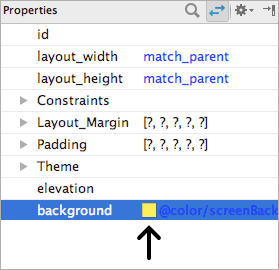 Properties
id
layout_width match_parent
layout_height match_parent
Constraints
Layout_Margin [?, ?, ?, ?, ?]
Padding [?, ?, ?, ?, ?]
Theme
elevation
background @color/screenBack